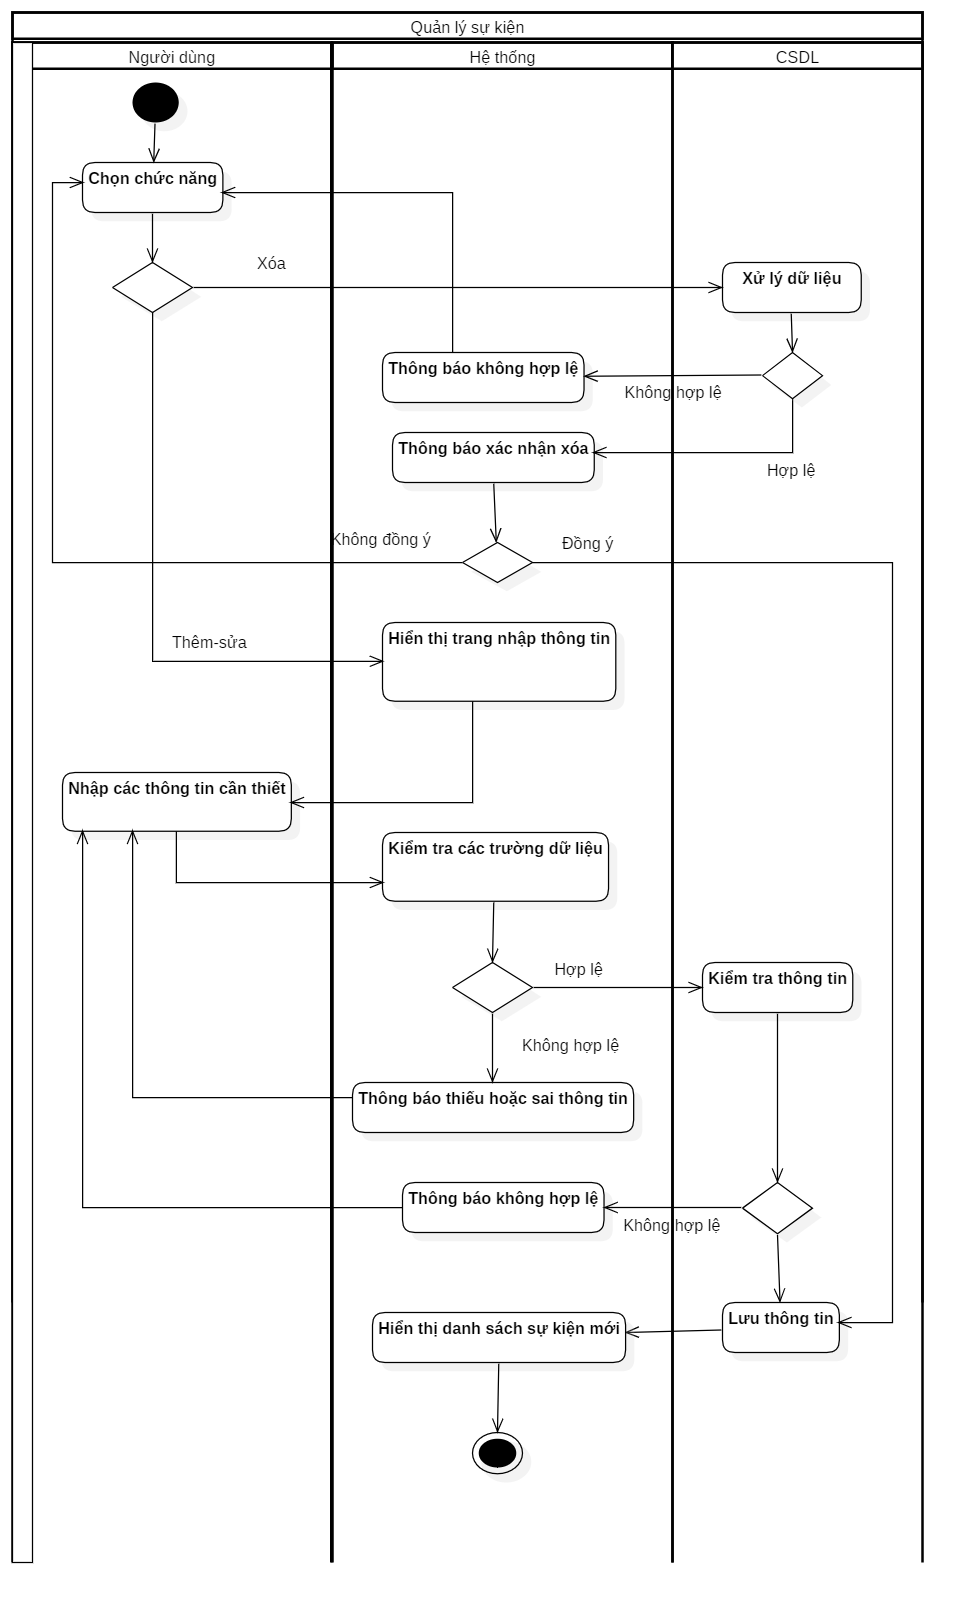 Quản lý sự kiện
Người dùng
Hệ thống
CSDL
Chọn chức năng
Xóa
Xử lý dữ liệu
Thông báo không hợp lệ
Không hợp lệ
Thông báo xác nhận xóa
Hợp lệ
Không đồng ý
Đồng ý
Thêm-sửa
Hiển thị trang nhập thông tin
Nhập các thông tin cần thiết
Kiểm tra các trường dữ liệu
Hợp lệ
Kiểm tra thông tin
Không hợp lệ
Thông báo thiếu hoặc sai thông tin
Thông báo không hợp lệ
Không hợp lệ
Lưu thông tin
Hiển thị danh sách sự kiện mới